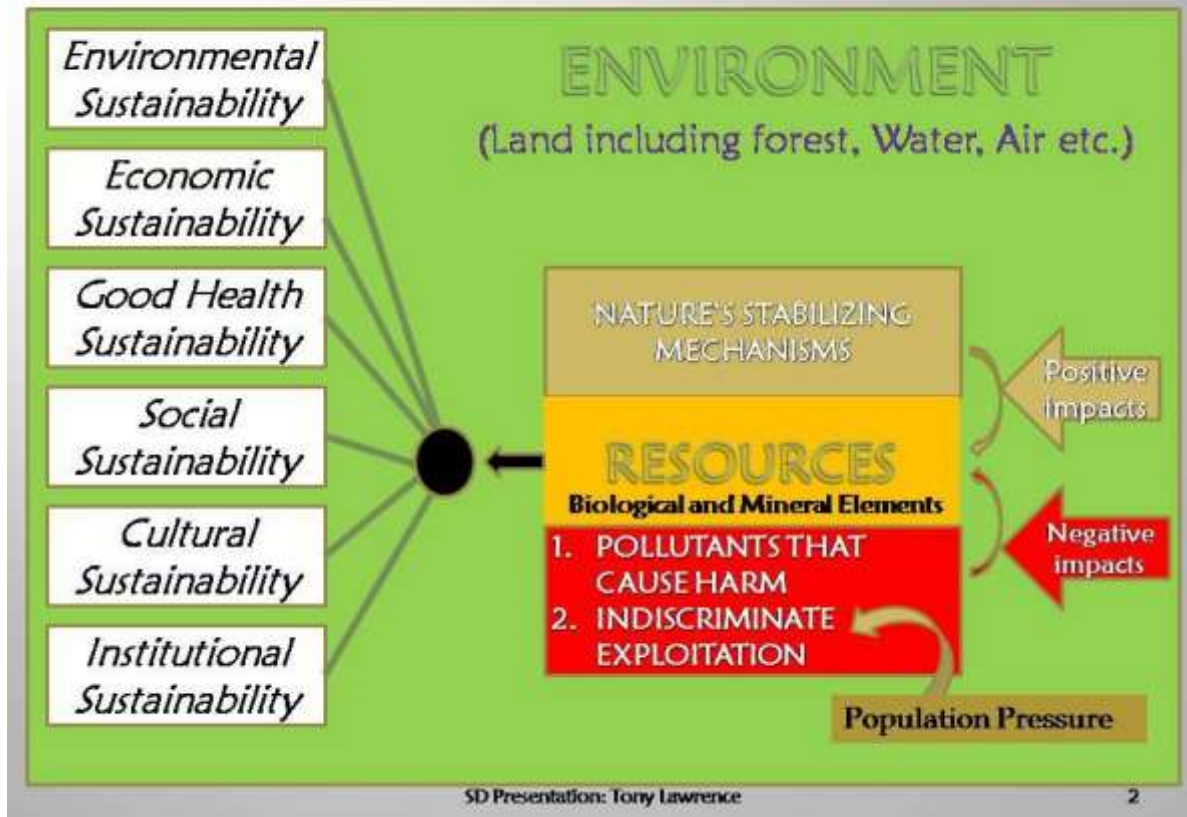 Environmental
Sustainability
Economic
Sustainability
Good Health
Sustainability
Social
Sustainability
Cultural
Sustainability
Institutional
Sustainability
ENVIRONMENT
(Land including forest, Water, Air etc.)
NATURE'S STABILIZING
MECHANISMS
RESOURCES
Biological and Mineral Elements
1. POLLUTANTS THAT
CAUSE HARM
2. INDISCRIMINATE
EXPLOITATION
Positive
impacts
Negative
impacts
Population Pressure
SD Presentation: Tony Lawrence
2